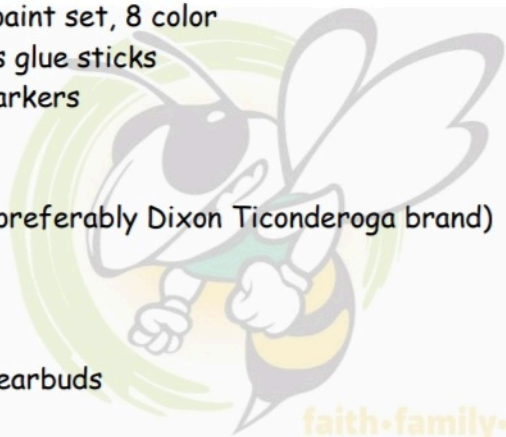 paint set, 8 color
s glue sticks
arkers
preferably Dixon Ticonderoga brand)
earbuds
faith•family•